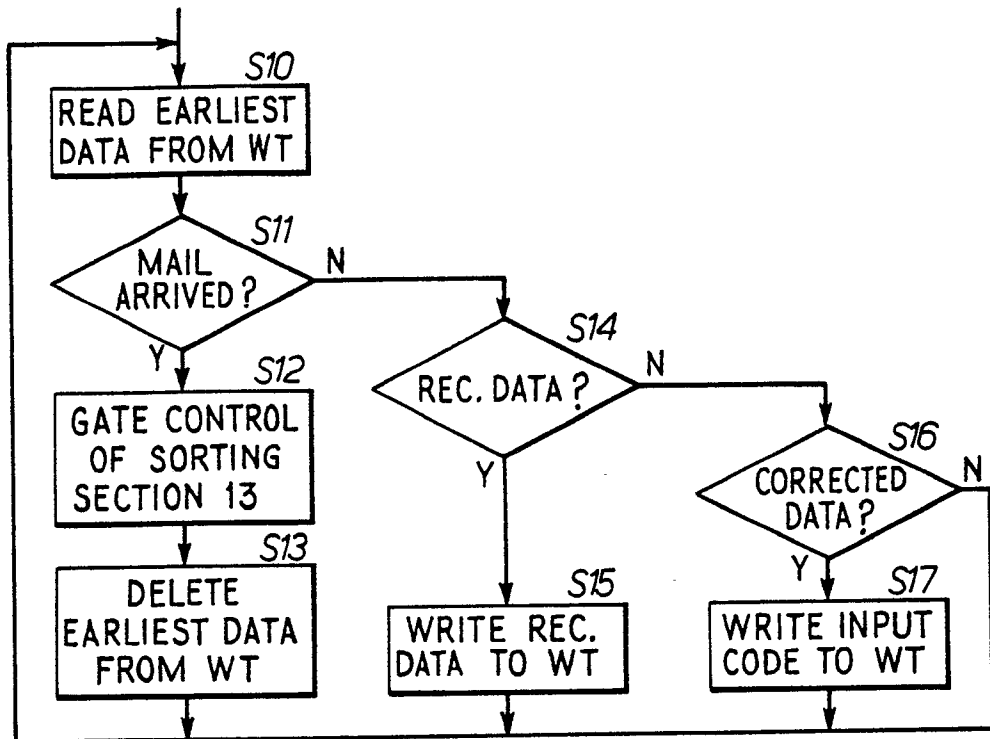 S10
READ EARLIEST
DATA FROM WT
S11
MAIL
ARRIVED?
N
Y
S12
GATE CONTROL
OF SORTING
SECTION 13
S13
DELETE
EARLIEST DATA
FROM WT
S14
REC. DATA?
N
Y
S15
WRITE REC.
DATA TO WT
S16
CORRECTED
DATA?
N
Y
S17
WRITE INPUT
CODE TO WT